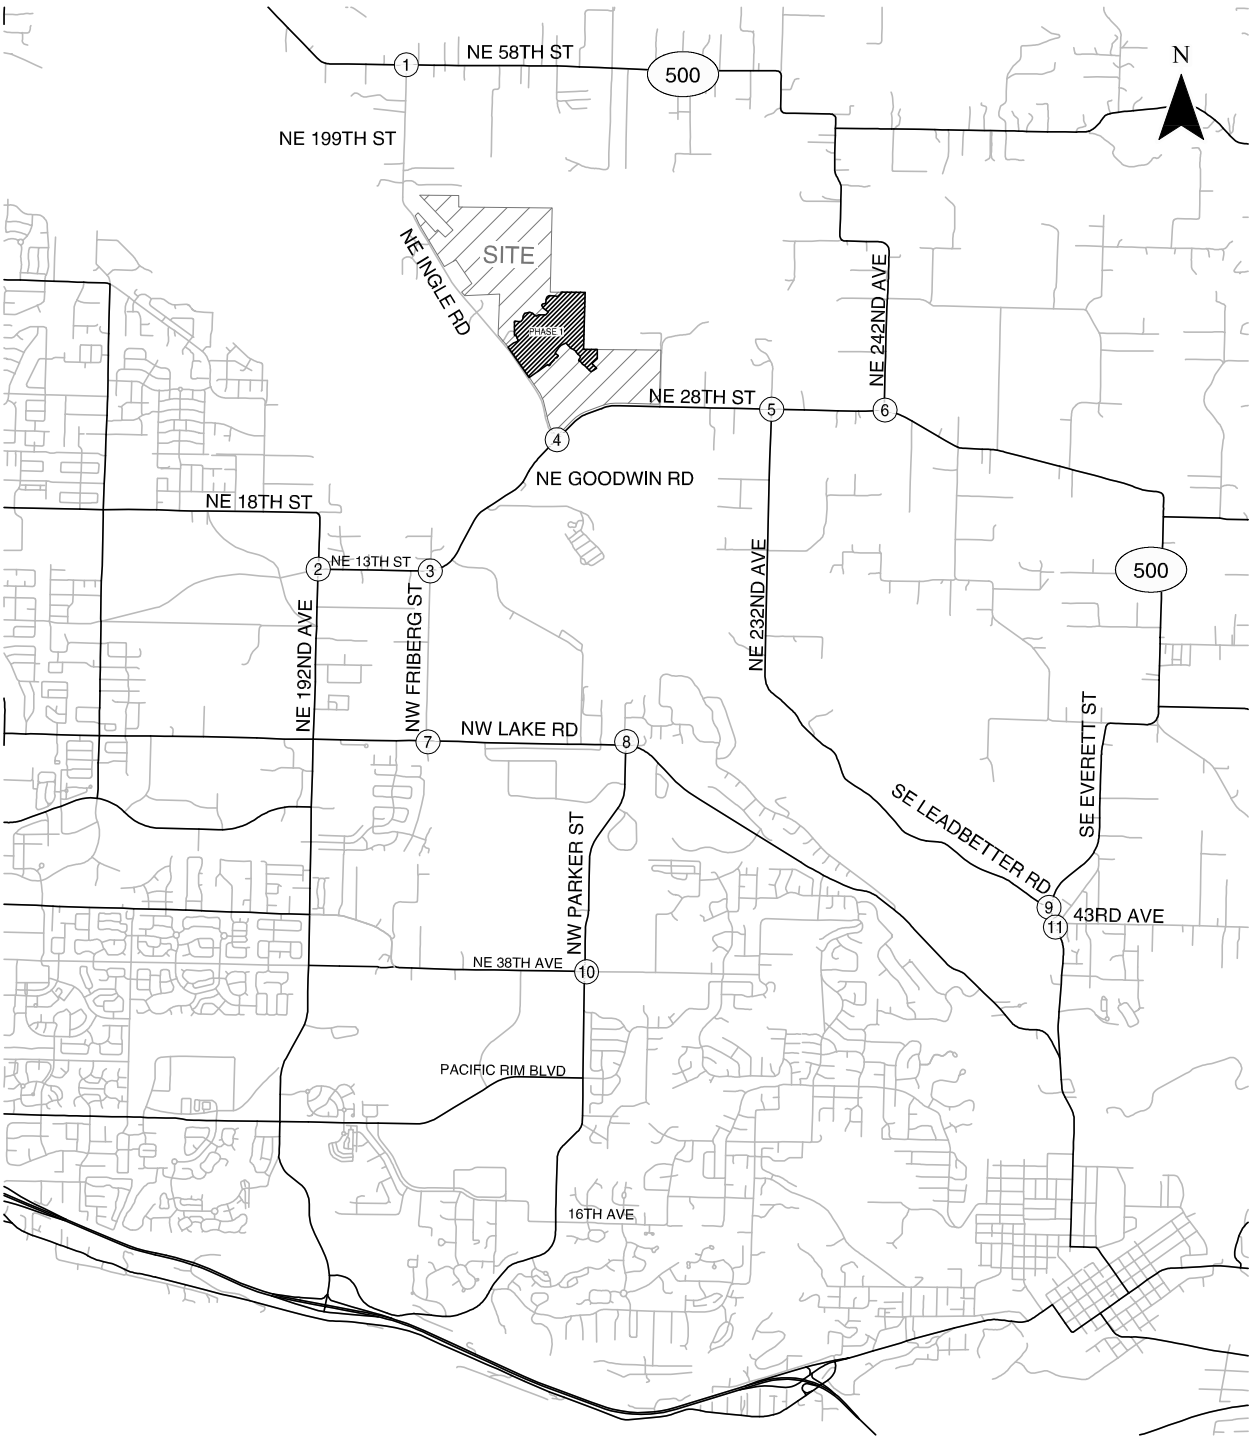 NE 58TH ST
1
500
N
NE 199TH ST
SITE
NE INGLE RD
NE 242ND AVE
PHASE 1
NE 28TH ST
5
6
4
NE GOODWIN RD
NE 18TH ST
NE 13TH ST
2
3
500
NE 192ND AVE
NW FRIBERG ST
NE 232ND AVE
NW LAKE RD
7
8
SE EVERETT ST
SE LEADBETTER RD
NW PARKER ST
9
43RD AVE
11
NE 38TH AVE
10
PACIFIC RIM BLVD
16TH AVE